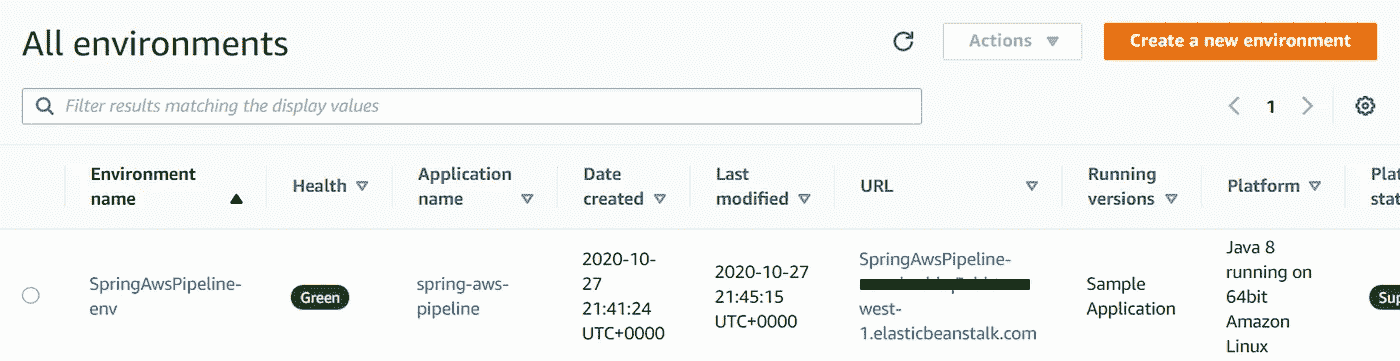 All environments
Actions
Create a new environment
Filter results matching the display values
1
Environment
name
Health
Application
name
Date
created
Last
modified
URL
Running
versions
Platform
Plat
stat
SpringAwsPipeline-
env
Green
spring-aws-
pipeline
2020-10-
27
21:41:24
UTC+0000
2020-10-27
21:45:15
UTC+0000
SpringAwsPipeline-
west-
1.elasticbeanstalk.com
Sample
Application
Java 8
running on
64bit
Amazon
Linux
Sup